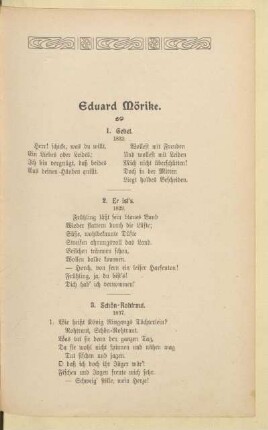 Eduard Mörike.
1. Gebet.
Herr! schicke, was du willt,
Ein Liebes oder Leides;
Ich bin vergnügt, daß beides
Aus deinen Händen quillt.
Wollest mit Freuden
Und wollest mit Leiden
Mich nicht überschütten!
Doch in der Mitten
Liegt holdes Bescheiden.
2. Er ist's.
1829.
Frühling läßt sein blaues Band
Wieder flattern durch die Lüfte;
Süße, wohlbekannte Düfte
Streifen ahnungsvoll das Land.
Veilchen träumen schon,
Wollen balde kommen.
— Horch, von fern ein leiser Harfenton!
Frühling, ja du bist's!
Dich hab' ich vernommen!
3. Schön-Rohtraut.
1. Wie heißt König Ringangs Töchterlein?
Rohtraut, Schön-Rohtraut.
Was tut sie denn den ganzen Tag,
Da sie wohl nicht spinnen und nähen mag?
Tut fischen und jagen.
O daß ich doch ihr Jäger wär'!
Fischen und Jagen freute mich sehr.
— Schweig' stille, mein Herze!